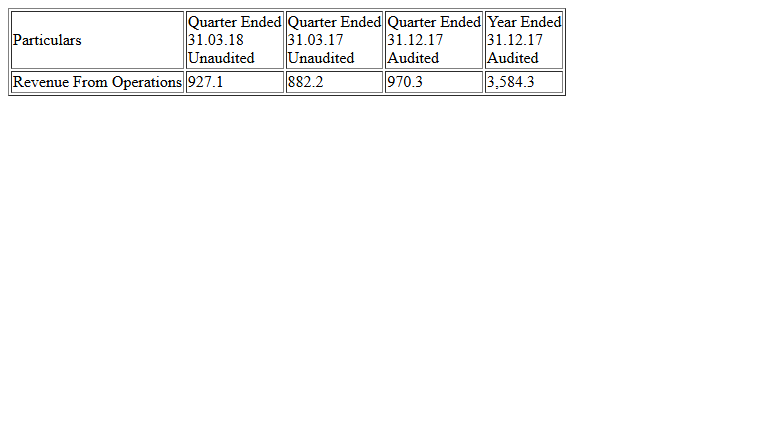 Particulars
Quarter Ended
31.03.18
Unaudited
Quarter Ended
31.03.17
Unaudited
Quarter Ended
31.12.17
Audited
Year Ended
31.12.17
Audited
Revenue From Operations 927.1 882.2 970.3 3,584.3